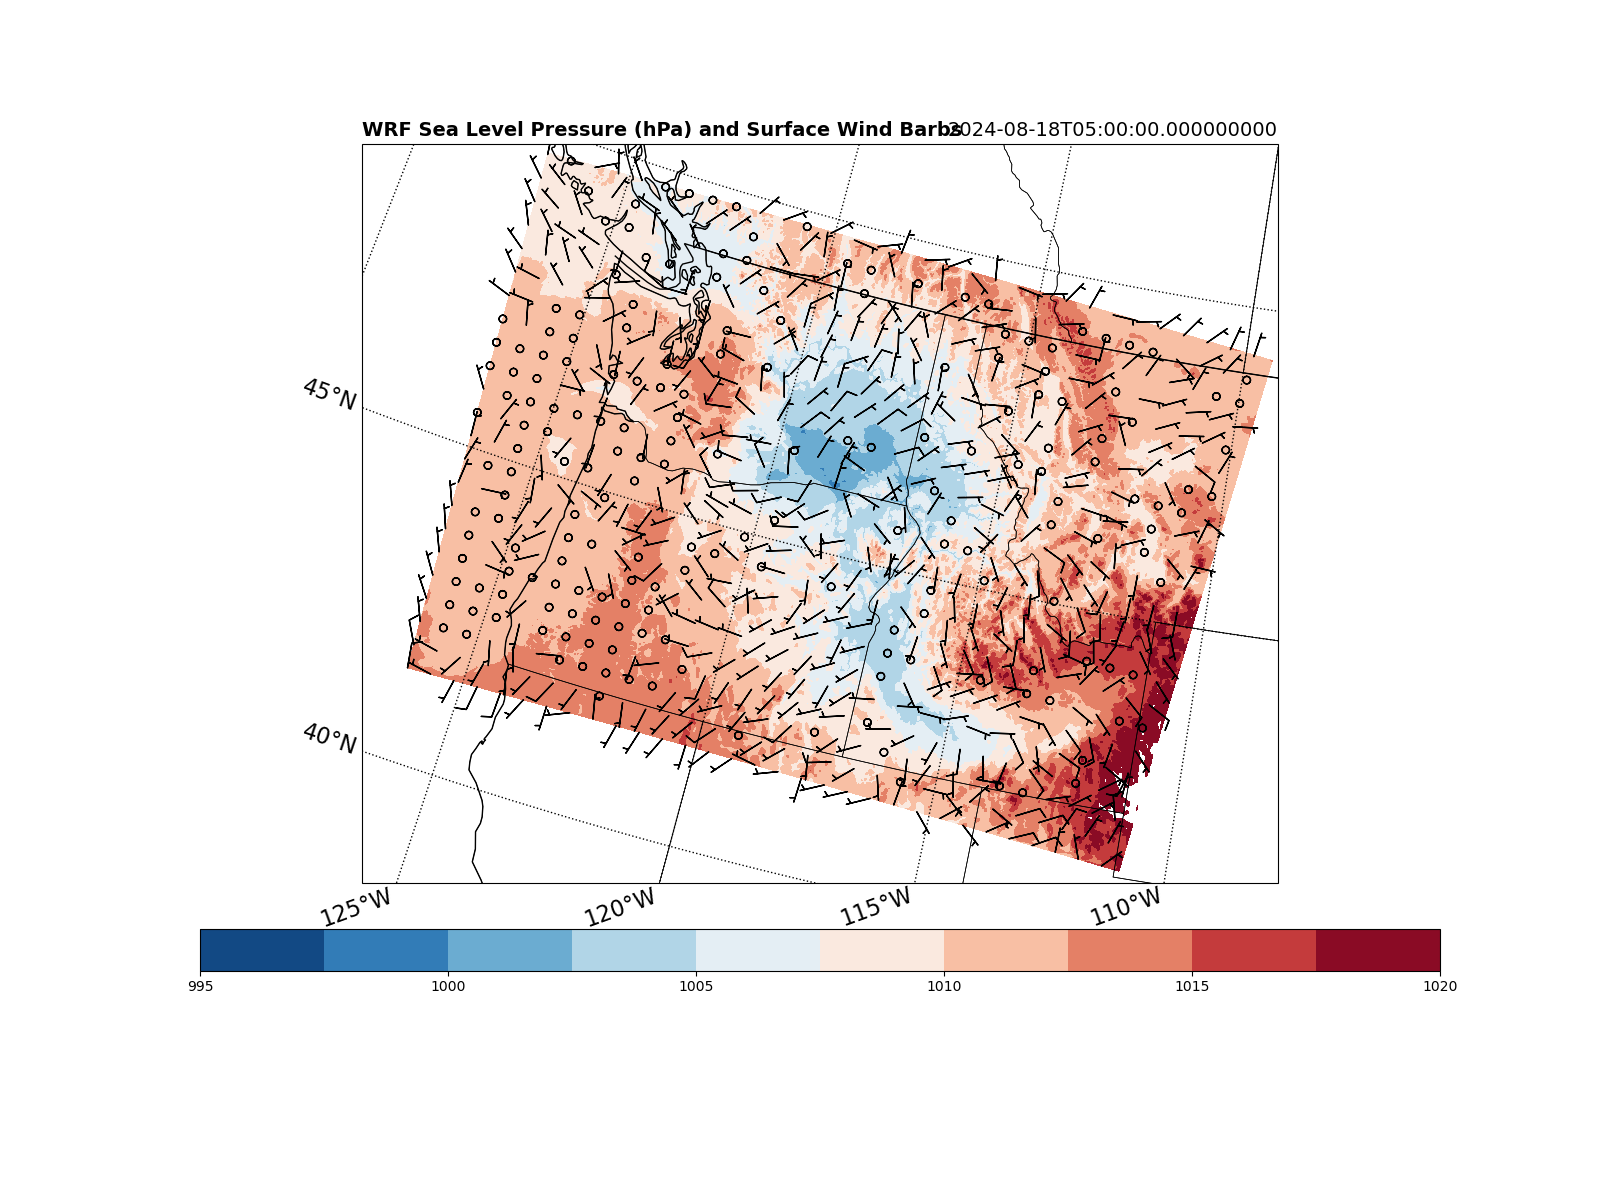 WRF Sea Level Pressure (hPa) and Surface Wind Barbs 2024-08-18T05:00:00.000000000
45°N
40°N
125°W 120°W 115°W 110°W
995 1000 1005 1010 1015 1020